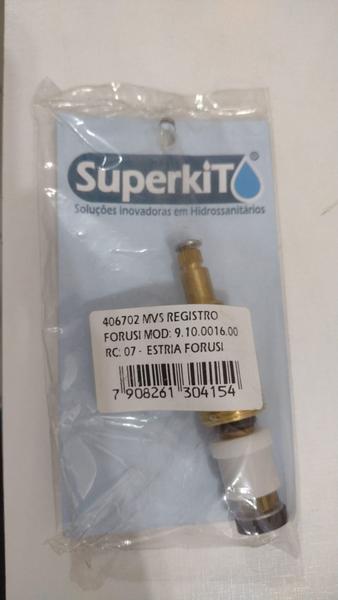 SuperkiT®
Soluções inovadoras em Hidrossanitários
406702 MVS REGISTRO
FORUSI MOD: 9.10.0016.00
RC: 07 - ESTRIA FORUSI
7 908261 304154